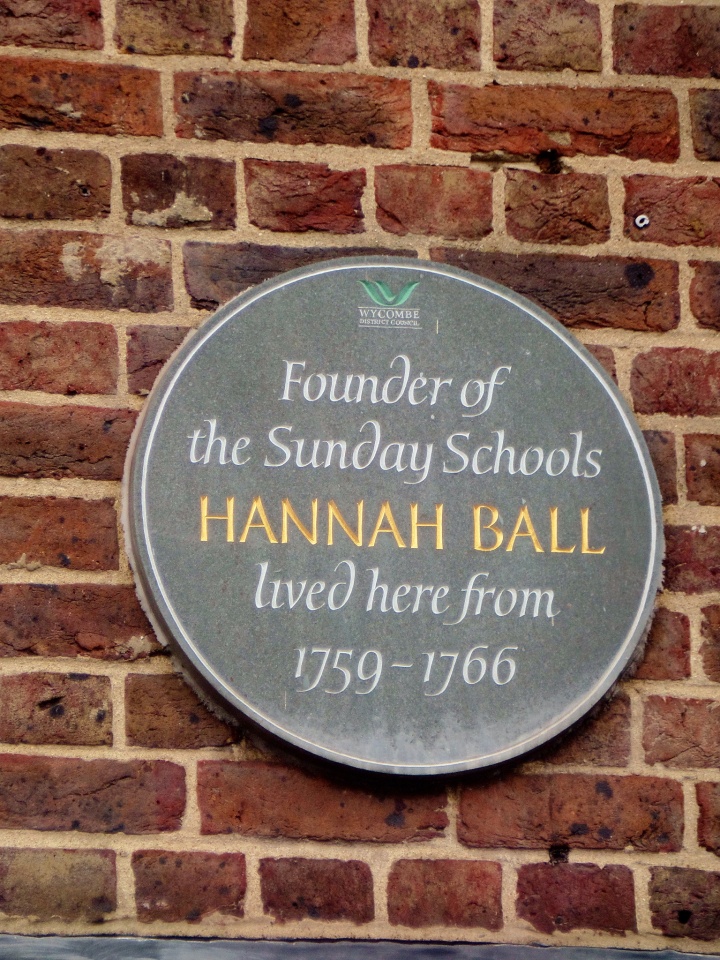 WYCOMBE
DISTRICT COUNCIL
Founder of
the Sunday Schools
HANNAH BALL
lived here from
1759 – 1766